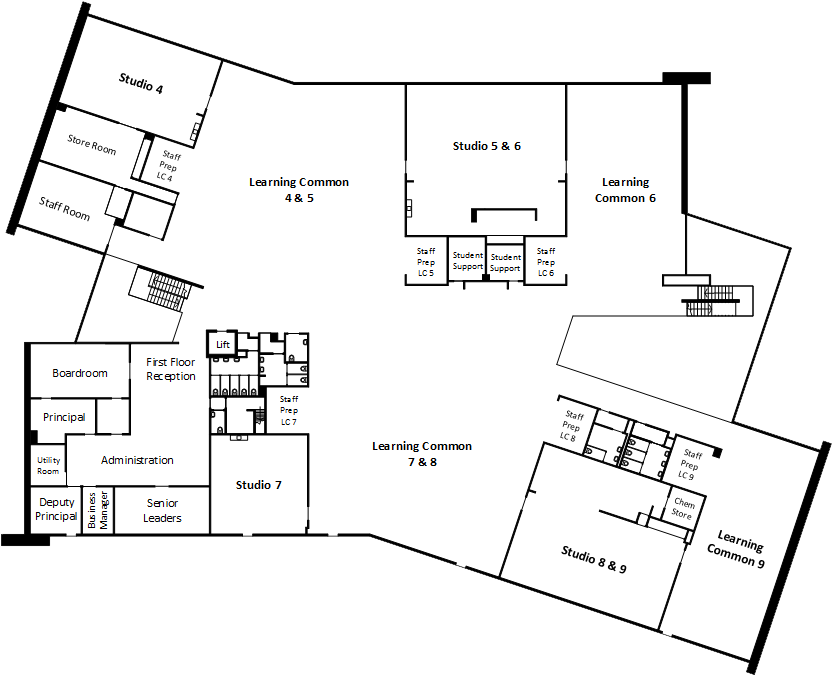 Studio 4
Store Room
Staff
Prep
LC 4
Staff Room
Learning Common
4 & 5
Studio 5 & 6
Learning
Common 6
Staff
Prep
LC 5
Student
Support
Student
Support
Staff
Prep
LC 6
Lift
First Floor
Reception
Boardroom
Principal
Staff
Prep
LC 7
Utility
Room
Administration
Deputy
Principal
Business
Manager
Senior
Leaders
Studio 7
Learning Common
7 & 8
Staff
Prep
LC 8
Staff
Prep
LC 9
Chem
Store
Studio 8 & 9
Learning
Common 9